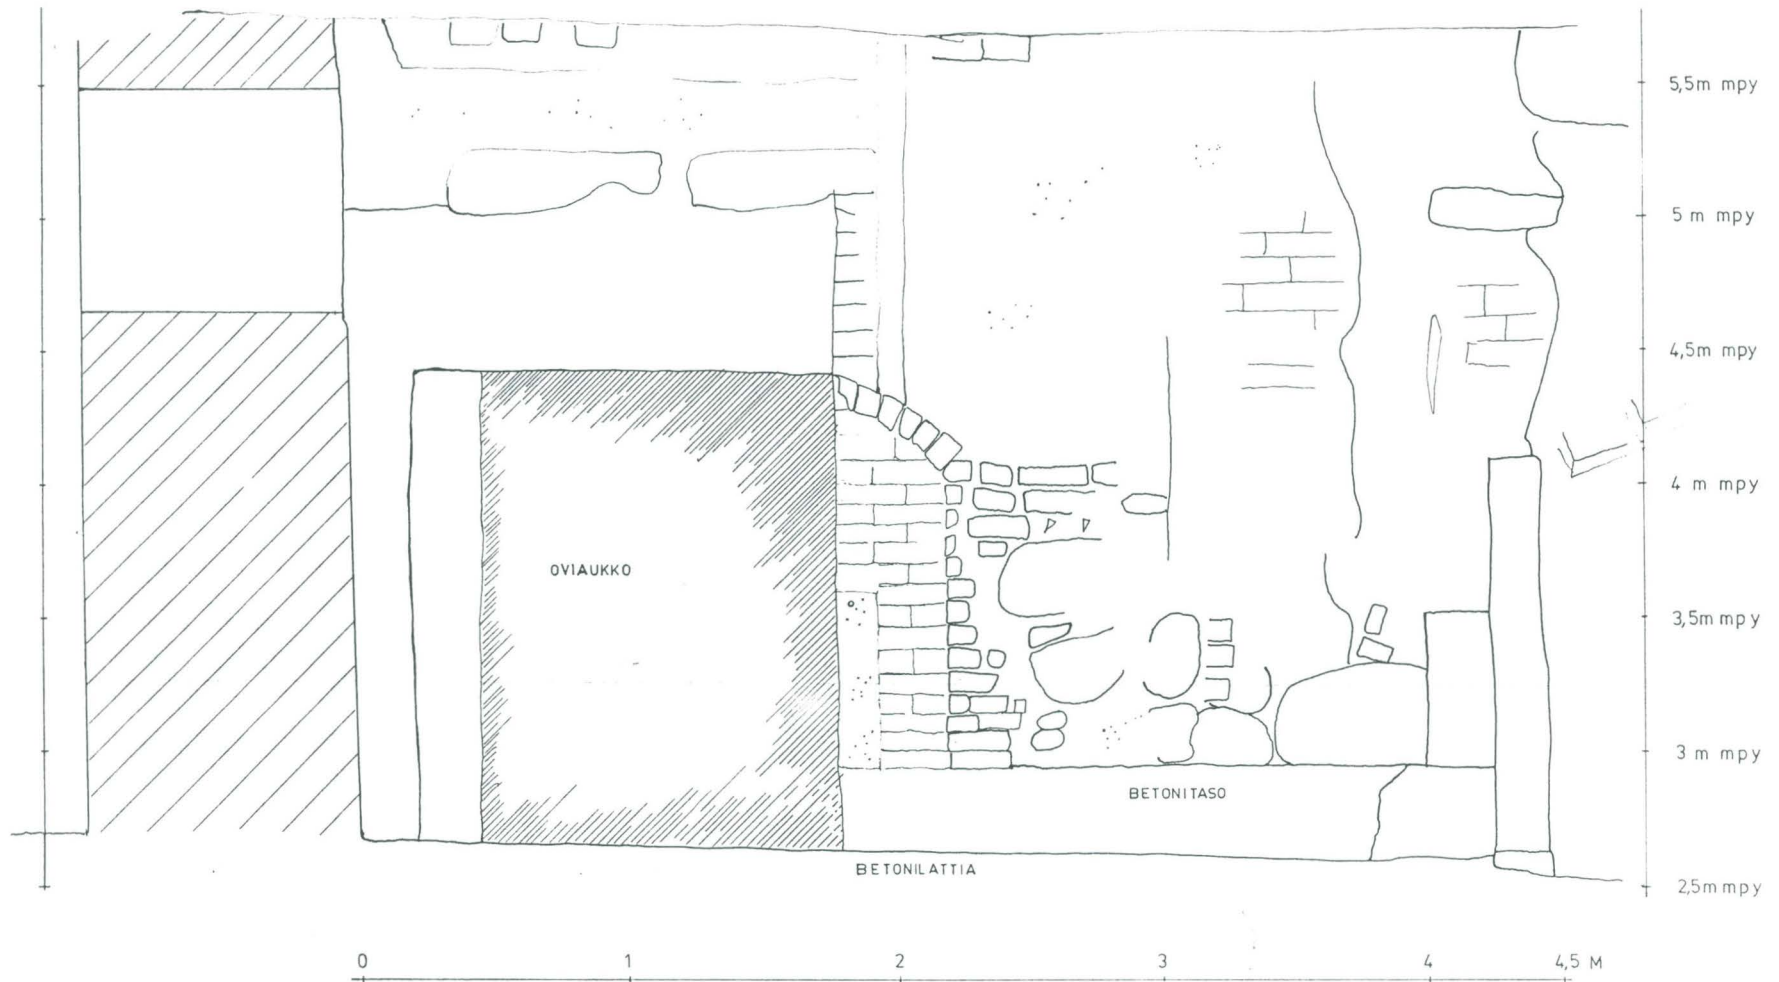 5,5m mpy
5 m mpy
4,5m mpy
4 m mpy
OVIAUKKO
3,5m mpy
3 m mpy
BETONITASO
BETONILATTIA
2,5m mpy
0 1 2 3 4 4,5 M